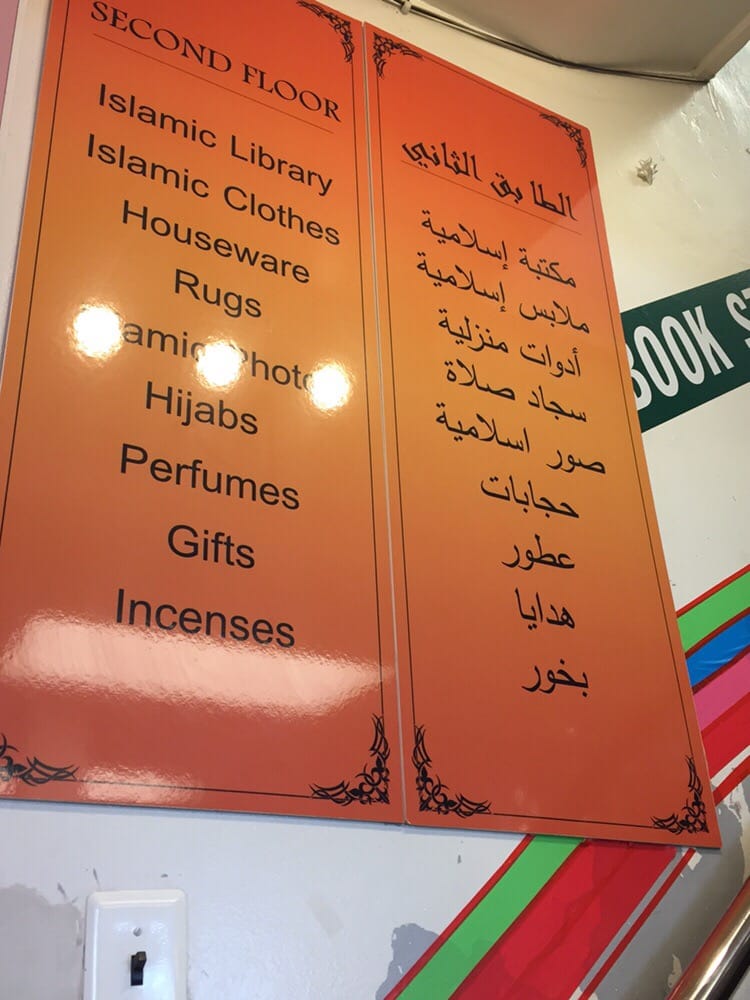 SECOND FLOOR
Islamic Library
Islamic Clothes
Houseware
Rugs
Hijabs
Perfumes
Gifts
Incenses
الطابق الثاني
مكتبة إسلامية
ملابس إسلامية
أدوات منزلية
سجاد صلاة
صور اسلامية
حجابات
عطور
هدايا
بخور
BOOK